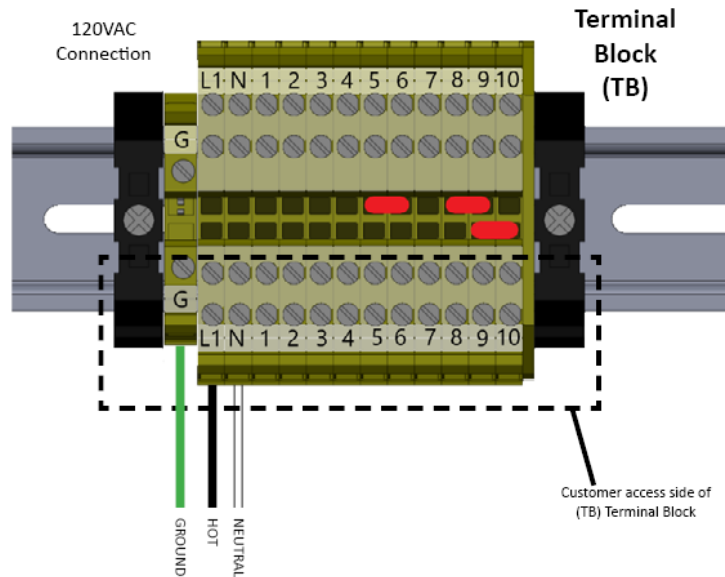 120VAC
Connection
Terminal
Block
(TB)
L1 N 1 2 3 4 5 6 7 8 9 10
G
G
L1 N 1 2 3 4 5 6 7 8 9 10
Customer access side of
(TB) Terminal Block
GROUND
HOT
NEUTRAL